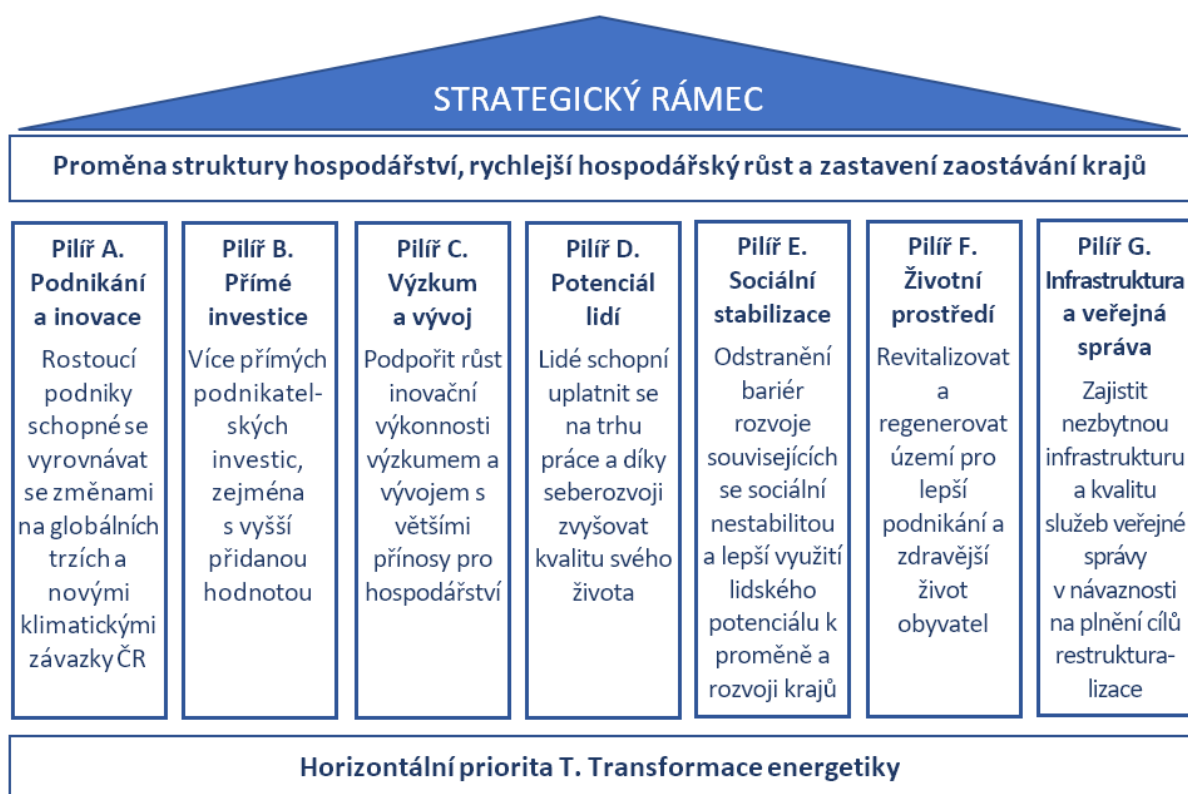 STRATEGICKÝ RÁMEC
Proměna struktury hospodářství, rychlejší hospodářský růst a zastavení zaostávání krajů
Pilíř A.
Podnikání
a inovace
Rostoucí
podniky
schopné se
vyrovnávat
se změnami
na globálních
trzích a
novými
klimatickými
závazky ČR
Pilíř B.
Přímé
investice
Více přímých
podnikatel-
ských
investic,
zejména
s vyšší
přidanou
hodnotou
Pilíř C.
Výzkum
a vývoj
Podpořit růst
inovační
výkonnosti
výzkumem a
vývojem s
většími
přínosy pro
hospodářství
Pilíř D.
Potenciál
lidí
Lidé schopní
uplatnit se
na trhu
práce a díky
seberozvoji
zvyšovat
kvalitu svého
života
Pilíř E.
Sociální
stabilizace
Odstranění
bariér
rozvoje
souvisejících
se sociální
nestabilitou
a lepší využití
lidského
potenciálu k
proměně a
rozvoji krajů
Pilíř F.
Životní
prostředí
Revitalizovat
a
regenerovat
území pro
lepší
podnikání a
zdravější
život
obyvatel
Pilíř G.
Infrastruktura
a veřejná
správa
Zajistit
nezbytnou
infrastrukturu
a kvalitu
služeb veřejné
správy
v návaznosti
na plnění cílů
restruktura-
lizace
Horizontální priorita T. Transformace energetiky